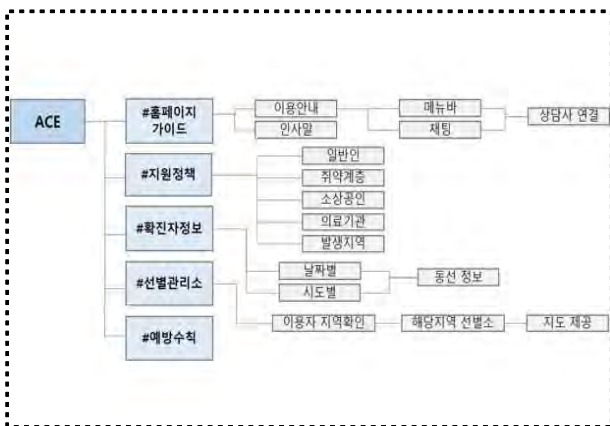 ACE
#홈페이지
가이드
이용안내
인사말
메뉴바
채팅
상담사 연결
#지원정책
일반인
취약계층
소상공인
의료기관
발생지역
#확진자정보
날짜별
시도별
동선 정보
#선별관리소
이용자 지역확인
해당지역 선별소
지도 제공
#예방수칙